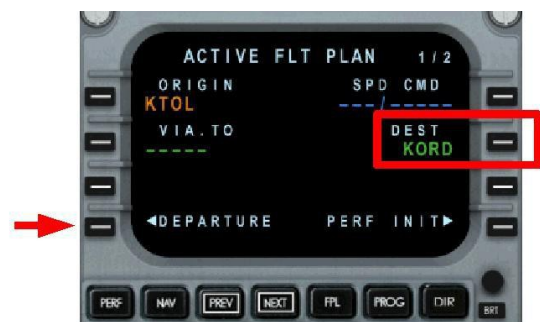 ACTIVE FLT PLAN 1/2
ORIGIN SPD CMD
KTOL ---/-----
VIA.TO DEST
----- KORD
◀DEPARTURE PERF INIT▶
PERF NAV PREV NEXT FPL PROG DIR BRT